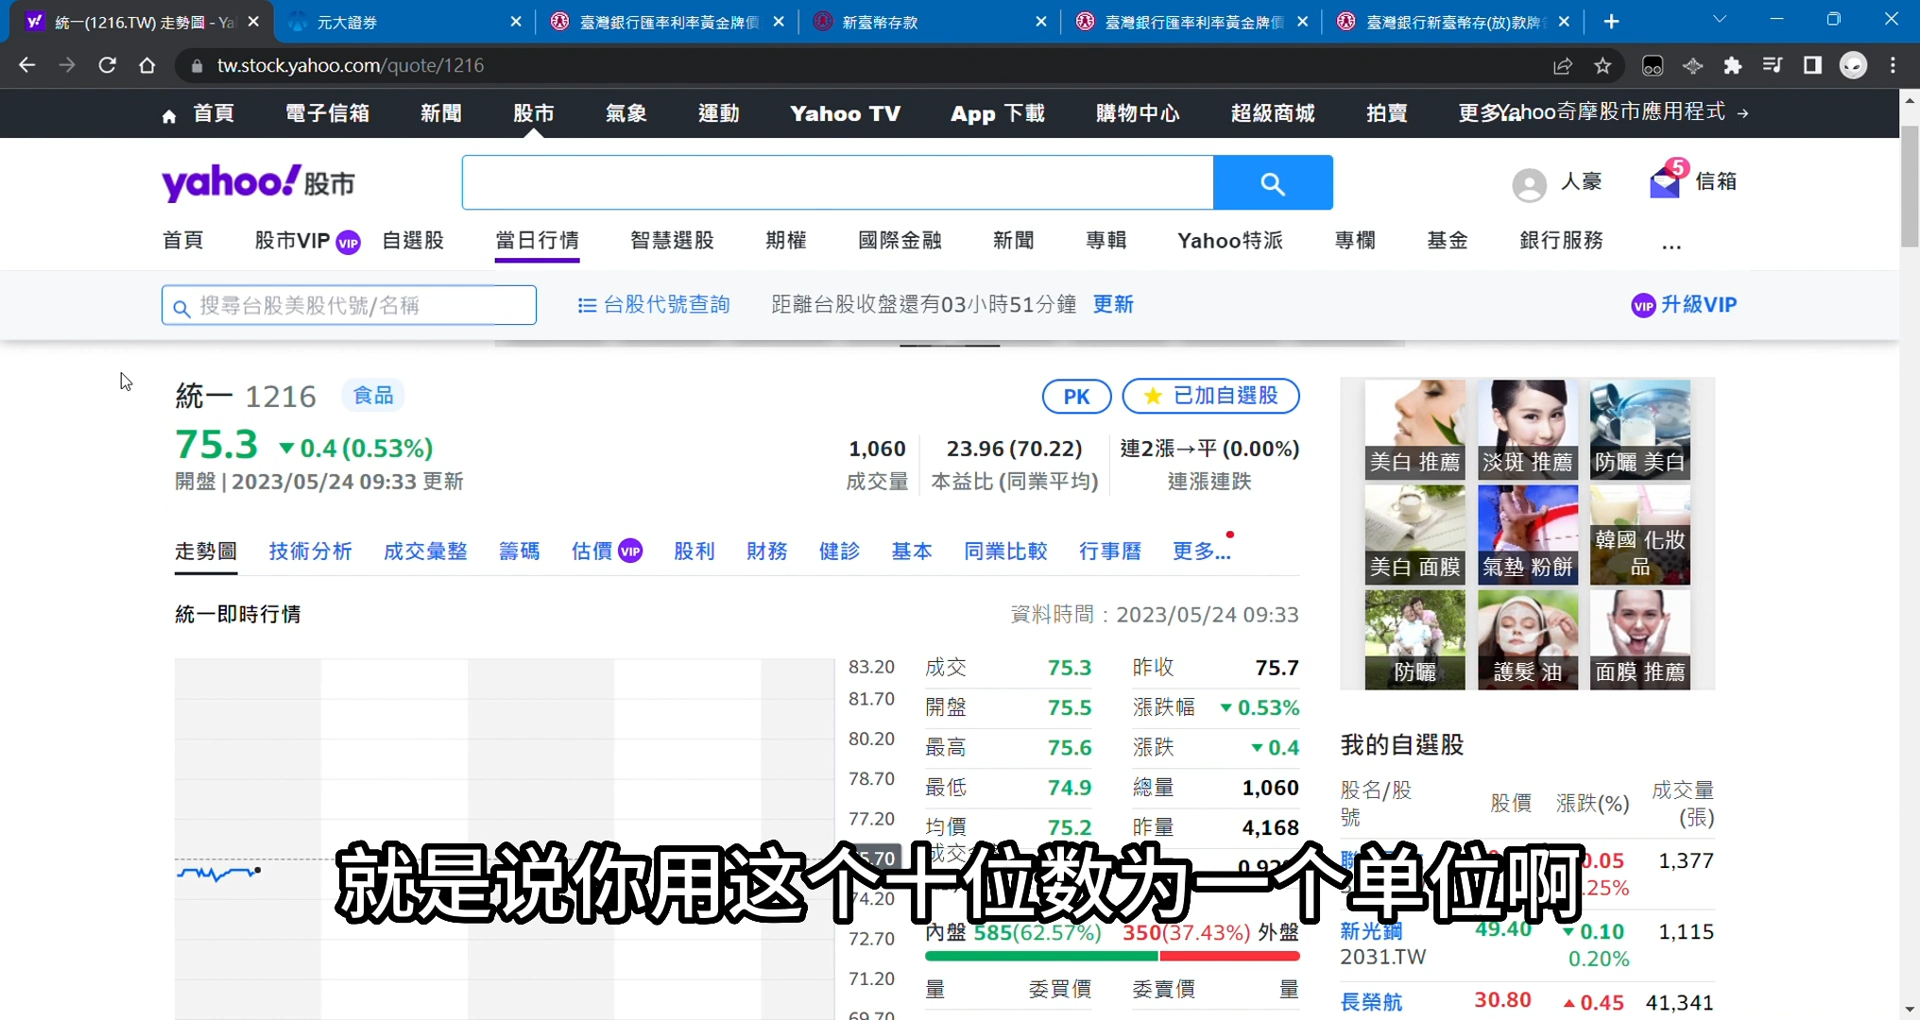 統一(1216.TW) 走勢圖 - Ya
元大證券
臺灣銀行匯率利率黃金牌價
新臺幣存款
臺灣銀行匯率利率黃金牌價
臺灣銀行新臺幣存(放)款牌告
tw.stock.yahoo.com/quote/1216
首頁 電子信箱 新聞 股市 氣象 運動 Yahoo TV App 下載 購物中心 超級商城 拍賣 更多... Yahoo奇摩股市應用程式 →
yahoo!股市
人豪
5 信箱
首頁 股市VIP VIP 自選股 當日行情 智慧選股 期權 國際金融 新聞 專輯 Yahoo特派 專欄 基金 銀行服務 ...
搜尋台股美股代號/名稱 台股代號查詢 距離台股收盤還有03小時51分鐘 更新 VIP 升級VIP
統一 1216 食品 PK 已加自選股
75.3 ▼ 0.4 (0.53%)
開盤 | 2023/05/24 09:33 更新
1,060 23.96 (70.22) 連2漲→平 (0.00%)
成交量 本益比 (同業平均) 連漲連跌
走勢圖 技術分析 成交彙整 籌碼 估價 VIP 股利 財務 健診 基本 同業比較 行事曆 更多...
統一即時行情 資料時間：2023/05/24 09:33
83.20
81.70
80.20
78.70
77.20
5.70
74.20
72.70
71.20
69.70
成交 75.3 昨收 75.7
開盤 75.5 漲跌幅 ▼ 0.53%
最高 75.6 漲跌 ▼ 0.4
最低 74.9 總量 1,060
均價 75.2 昨量 4,168
成交
內盤 585(62.57%) 350(37.43%) 外盤
量 委買價 委賣價 量
美白 推薦 淡斑 推薦 防曬 美白
美白 面膜 氣墊 粉餅 韓國 化妝品
防曬 護髮 油 面膜 推薦
我的自選股
股名/股號 股價 漲跌(%) 成交量(張)
0.05 1,377
.25%
新光鋼 49.40 ▼ 0.10 1,115
2031.TW 0.20%
長榮航 30.80 ▲ 0.45 41,341
就是说你用这个十位数为一个单位啊